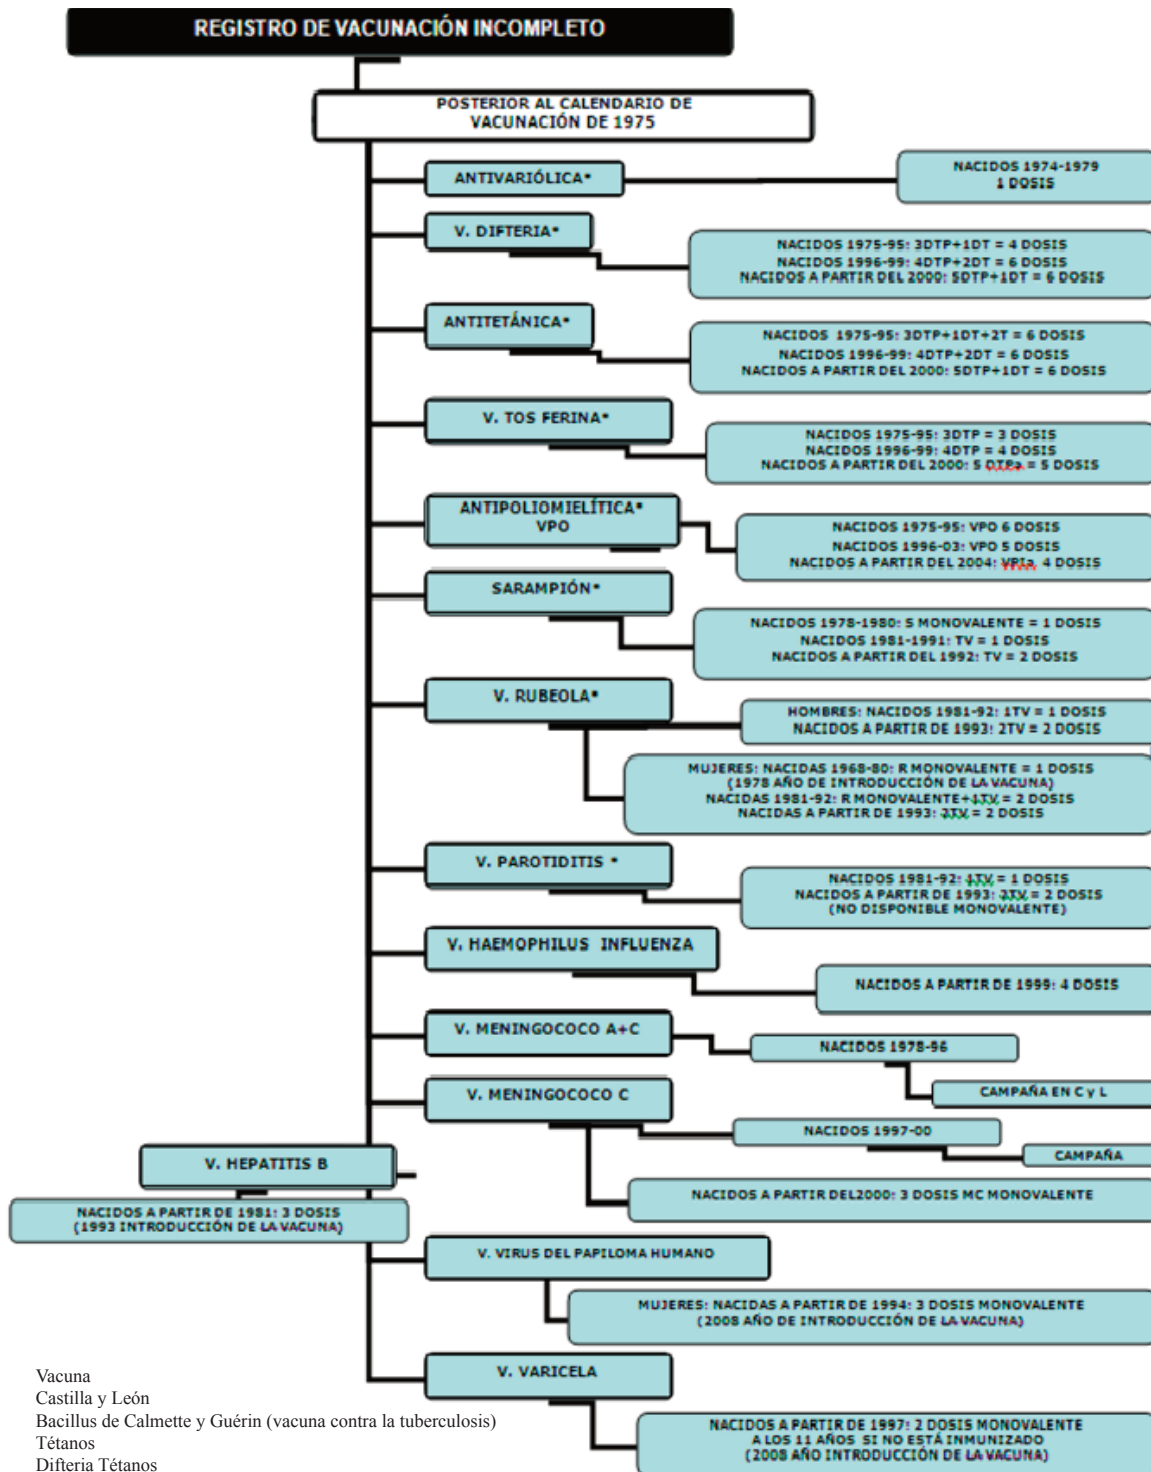 REGISTRO DE VACUNACIÓN INCOMPLETO
POSTERIOR AL CALENDARIO DE
VACUNACIÓN DE 1975
ANTIVARIÓLICA*
NACIDOS 1974-1979
1 DOSIS
V. DIFTERIA*
NACIDOS 1975-95: 3DTP+1DT = 4 DOSIS
NACIDOS 1996-99: 4DTP+2DT = 6 DOSIS
NACIDOS A PARTIR DEL 2000: 5DTP+1DT = 6 DOSIS
ANTITETÁNICA*
NACIDOS 1975-95: 3DTP+1DT+2T = 6 DOSIS
NACIDOS 1996-99: 4DTP+2DT = 6 DOSIS
NACIDOS A PARTIR DEL 2000: 5DTP+1DT = 6 DOSIS
V. TOS FERINA*
NACIDOS 1975-95: 3DTP = 3 DOSIS
NACIDOS 1996-99: 4DTP = 4 DOSIS
NACIDOS A PARTIR DEL 2000: 5 DTPa = 5 DOSIS
ANTIPOLIOMIELÍTICA*
VPO
NACIDOS 1975-95: VPO 6 DOSIS
NACIDOS 1996-03: VPO 5 DOSIS
NACIDOS A PARTIR DEL 2004: VPIa 4 DOSIS
SARAMPIÓN*
NACIDOS 1978-1980: S MONOVALENTE = 1 DOSIS
NACIDOS 1981-1991: TV = 1 DOSIS
NACIDOS A PARTIR DEL 1992: TV = 2 DOSIS
V. RUBEOLA*
HOMBRES: NACIDOS 1981-92: 1TV = 1 DOSIS
NACIDOS A PARTIR DE 1993: 2TV = 2 DOSIS
MUJERES: NACIDAS 1968-80: R MONOVALENTE = 1 DOSIS
(1978 AÑO DE INTRODUCCIÓN DE LA VACUNA)
NACIDAS 1981-92: R MONOVALENTE+1TV = 2 DOSIS
NACIDAS A PARTIR DE 1993: 2TV = 2 DOSIS
V. PAROTIDITIS *
NACIDOS 1981-92: 1TV = 1 DOSIS
NACIDOS A PARTIR DE 1993: 2TV = 2 DOSIS
(NO DISPONIBLE MONOVALENTE)
V. HAEMOPHILUS INFLUENZA
NACIDOS A PARTIR DE 1999: 4 DOSIS
V. MENINGOCOCO A+C
NACIDOS 1978-96
CAMPAÑA EN C y L
V. MENINGOCOCO C
NACIDOS 1997-00
CAMPAÑA
NACIDOS A PARTIR DEL2000: 3 DOSIS MC MONOVALENTE
V. HEPATITIS B
NACIDOS A PARTIR DE 1981: 3 DOSIS
(1993 INTRODUCCIÓN DE LA VACUNA)
V. VIRUS DEL PAPILOMA HUMANO
MUJERES: NACIDAS A PARTIR DE 1994: 3 DOSIS MONOVALENTE
(2008 AÑO DE INTRODUCCIÓN DE LA VACUNA)
V. VARICELA
NACIDOS A PARTIR DE 1997: 2 DOSIS MONOVALENTE
A LOS 11 AÑOS SI NO ESTÁ INMUNIZADO
(2008 AÑO INTRODUCCIÓN DE LA VACUNA)
Vacuna
Castilla y León
Bacillus de Calmette y Guérin (vacuna contra la tuberculosis)
Tétanos
Difteria Tétanos